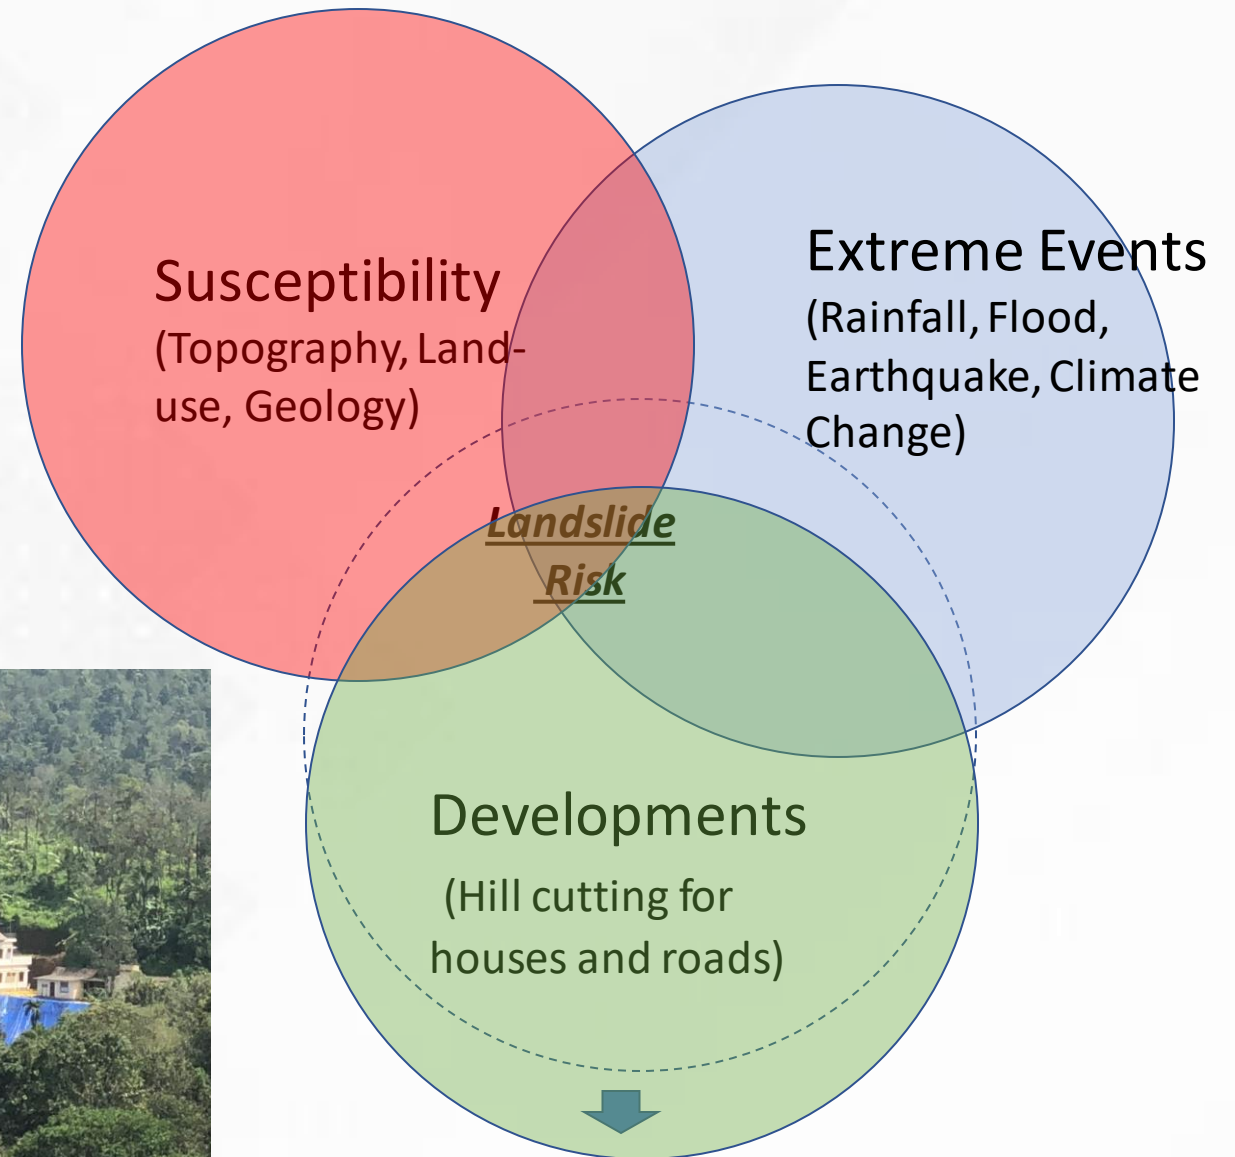 Susceptibility
(Topography, Land-
use, Geology)
Extreme Events
(Rainfall, Flood,
Earthquake, Climate
Change)
Landslide
Risk
Developments
(Hill cutting for
houses and roads)